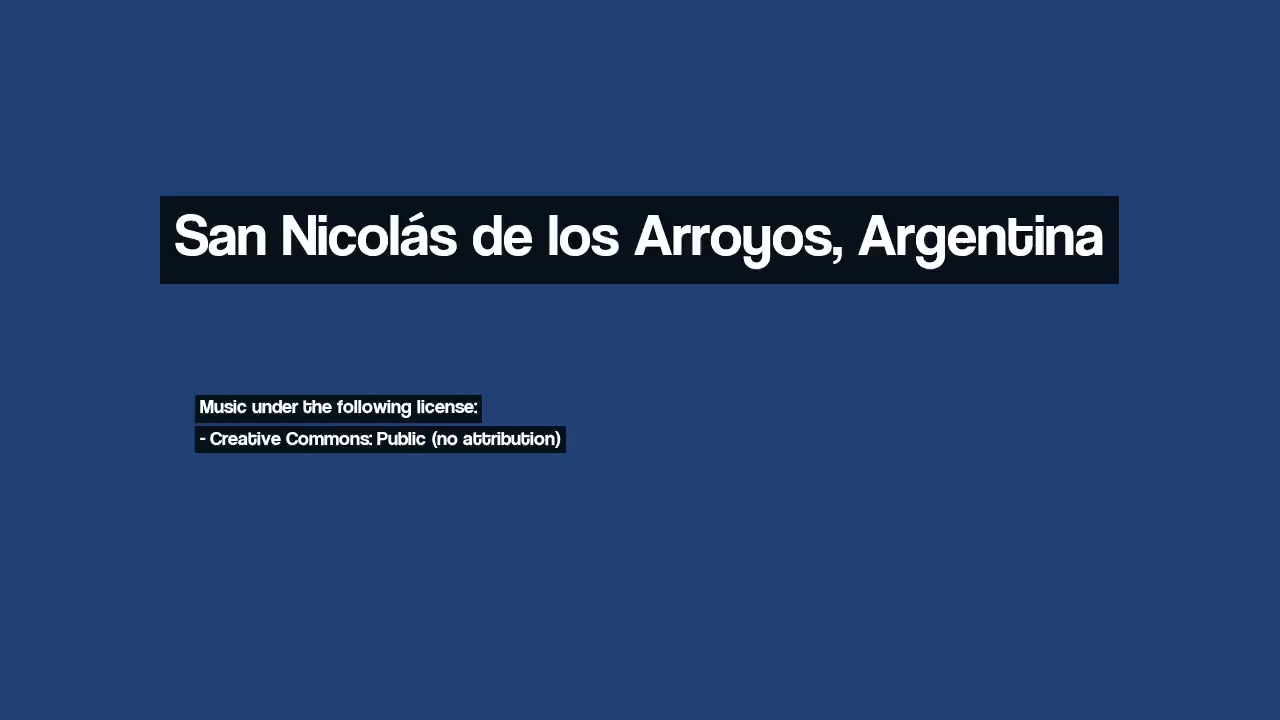 San Nicolás de los Arroyos, Argentina
Music under the following license:
- Creative Commons: Public (no attribution)